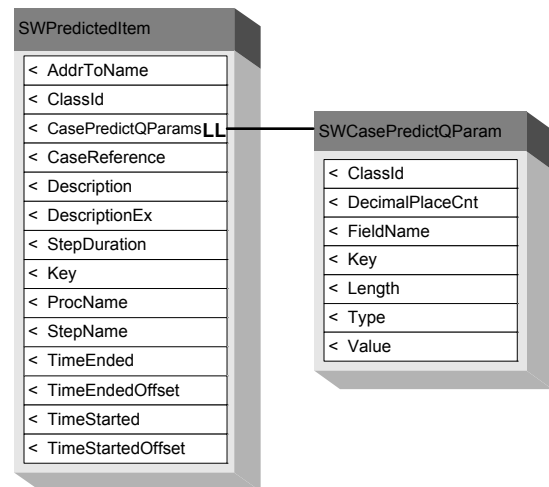 SWPredictedItem
< AddrToName
< ClassId
< CasePredictQParams LL
< CaseReference
< Description
< DescriptionEx
< StepDuration
< Key
< ProcName
< StepName
< TimeEnded
< TimeEndedOffset
< TimeStarted
< TimeStartedOffset
SWCasePredictQParam
< ClassId
< DecimalPlaceCnt
< FieldName
< Key
< Length
< Type
< Value